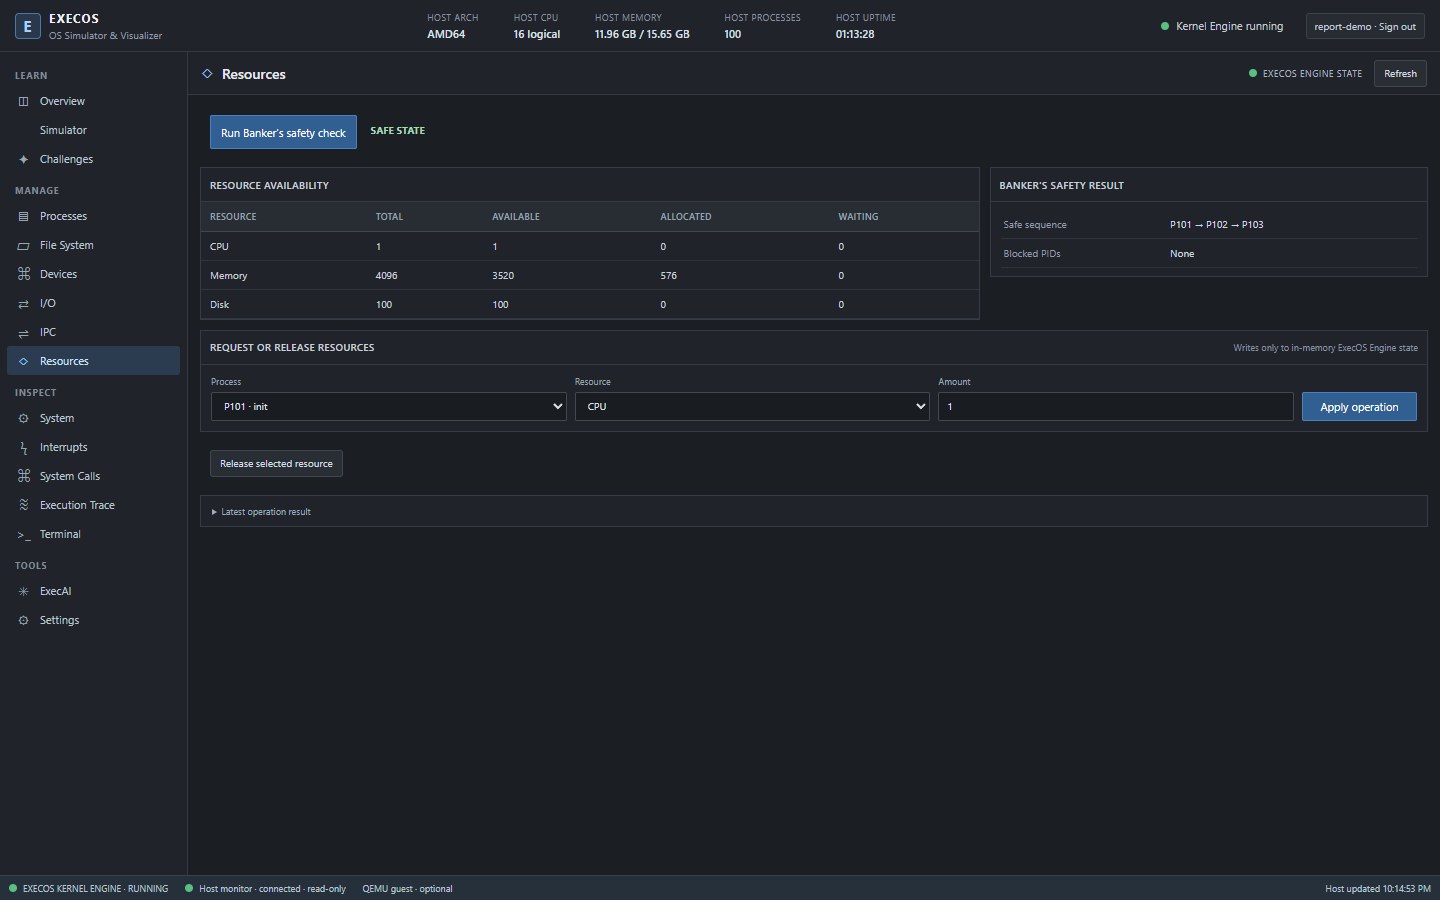 E EXECOS
OS Simulator & Visualizer
HOST ARCH HOST CPU HOST MEMORY HOST PROCESSES HOST UPTIME
AMD64 16 logical 11.96 GB / 15.65 GB 100 01:13:28
Kernel Engine running
report-demo · Sign out
LEARN
Overview
Simulator
Challenges
MANAGE
Processes
File System
Devices
I/O
IPC
Resources
INSPECT
System
Interrupts
System Calls
Execution Trace
>_ Terminal
TOOLS
ExecAI
Settings
Resources
EXECOS ENGINE STATE
Refresh
Run Banker's safety check
SAFE STATE
RESOURCE AVAILABILITY
RESOURCE TOTAL AVAILABLE ALLOCATED WAITING
CPU 1 1 0 0
Memory 4096 3520 576 0
Disk 100 100 0 0
BANKER'S SAFETY RESULT
Safe sequence P101 → P102 → P103
Blocked PIDs None
REQUEST OR RELEASE RESOURCES
Writes only to in-memory ExecOS Engine state
Process Resource Amount
P101 · init CPU 1 Apply operation
Release selected resource
Latest operation result
EXECOS KERNEL ENGINE · RUNNING Host monitor · connected · read-only QEMU guest · optional
Host updated 10:14:53 PM